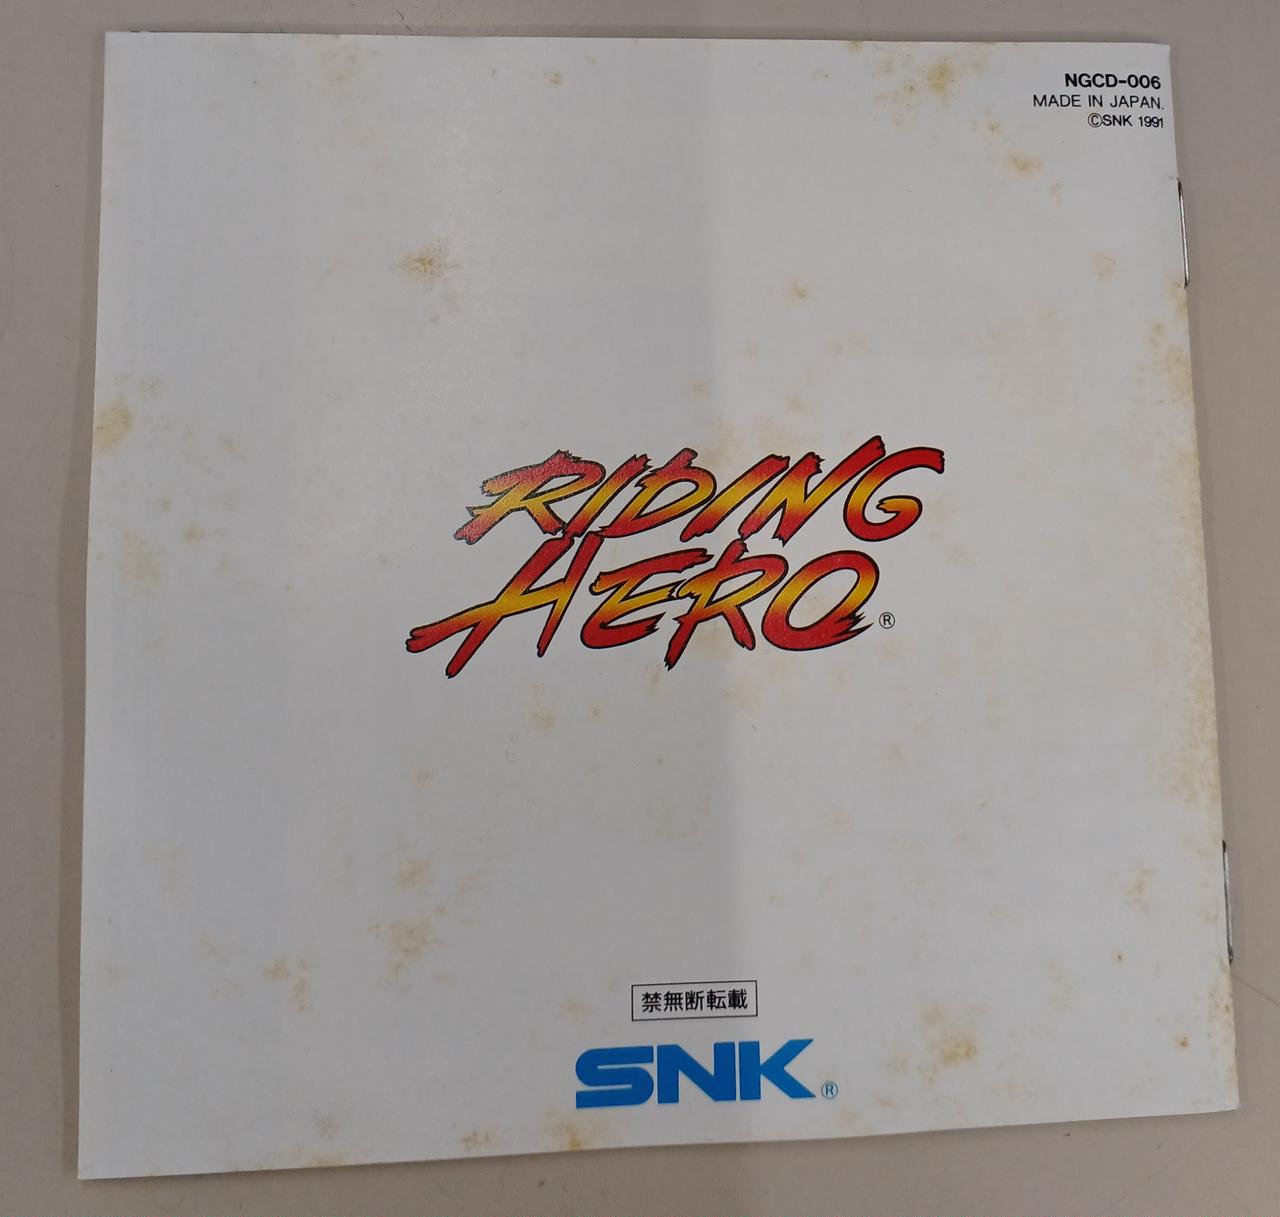 NGCD-006
MADE IN JAPAN.
©SNK 1991
RIDING
HERO®
禁無断転載
SNK®